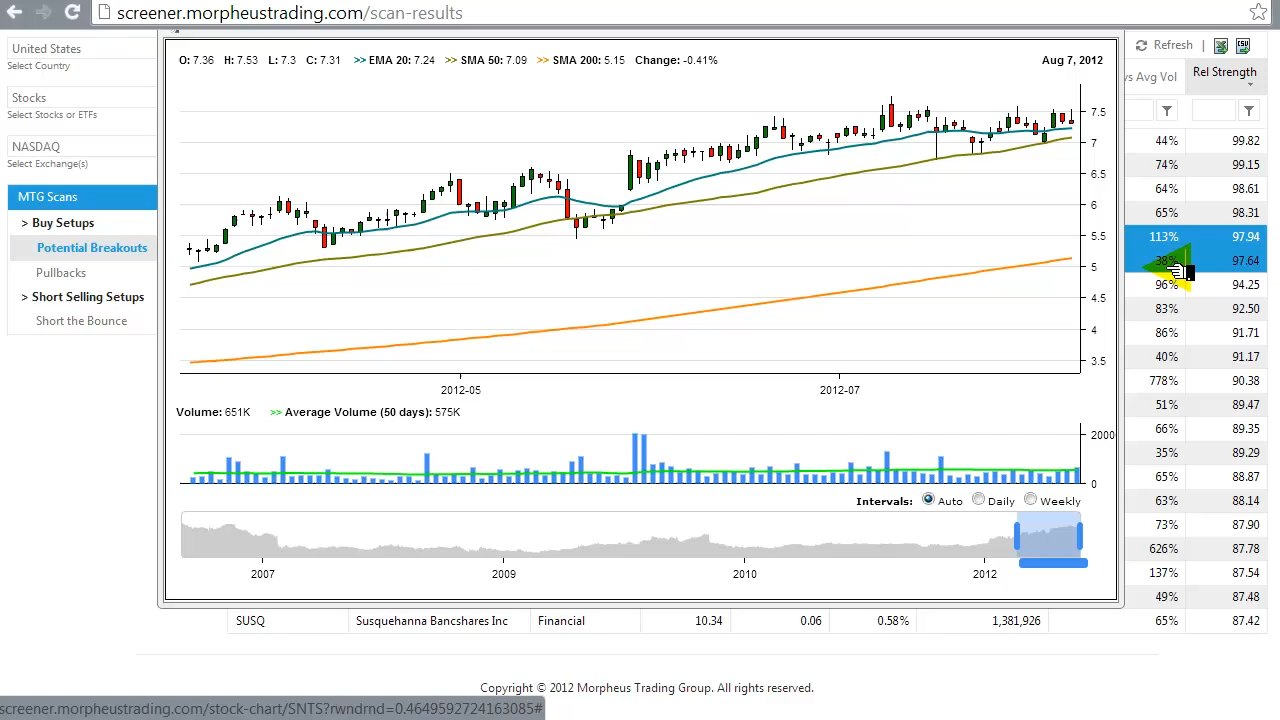 screener.morpheustrading.com/scan-results
United States
Select Country
Stocks
Select Stocks or ETFs
NASDAQ
Select Exchange(s)
MTG Scans
> Buy Setups
Potential Breakouts
Pullbacks
> Short Selling Setups
Short the Bounce
O: 7.36 H: 7.53 L: 7.3 C: 7.31 >> EMA 20: 7.24 >> SMA 50: 7.09 >> SMA 200: 5.15 Change: -0.41% Aug 7, 2012
7.5
7
6.5
6
5.5
5
4.5
4
3.5
2012-05 2012-07
Volume: 651K >> Average Volume (50 days): 575K
2000
0
Intervals: Auto Daily Weekly
2007 2009 2010 2012
Refresh | CSV
vs Avg Vol Rel Strength
44% 99.82
74% 99.15
64% 98.61
65% 98.31
113% 97.94
38% 97.64
96% 94.25
83% 92.50
86% 91.71
40% 91.17
778% 90.38
51% 89.47
66% 89.35
35% 89.29
65% 88.87
63% 88.14
73% 87.90
626% 87.78
137% 87.54
49% 87.48
SUSQ Susquehanna Bancshares Inc Financial 10.34 0.06 0.58% 1,381,926 65% 87.42
Copyright © 2012 Morpheus Trading Group. All rights reserved.
screener.morpheustrading.com/stock-chart/SNTS?rwndrnd=0.4649592724163085#